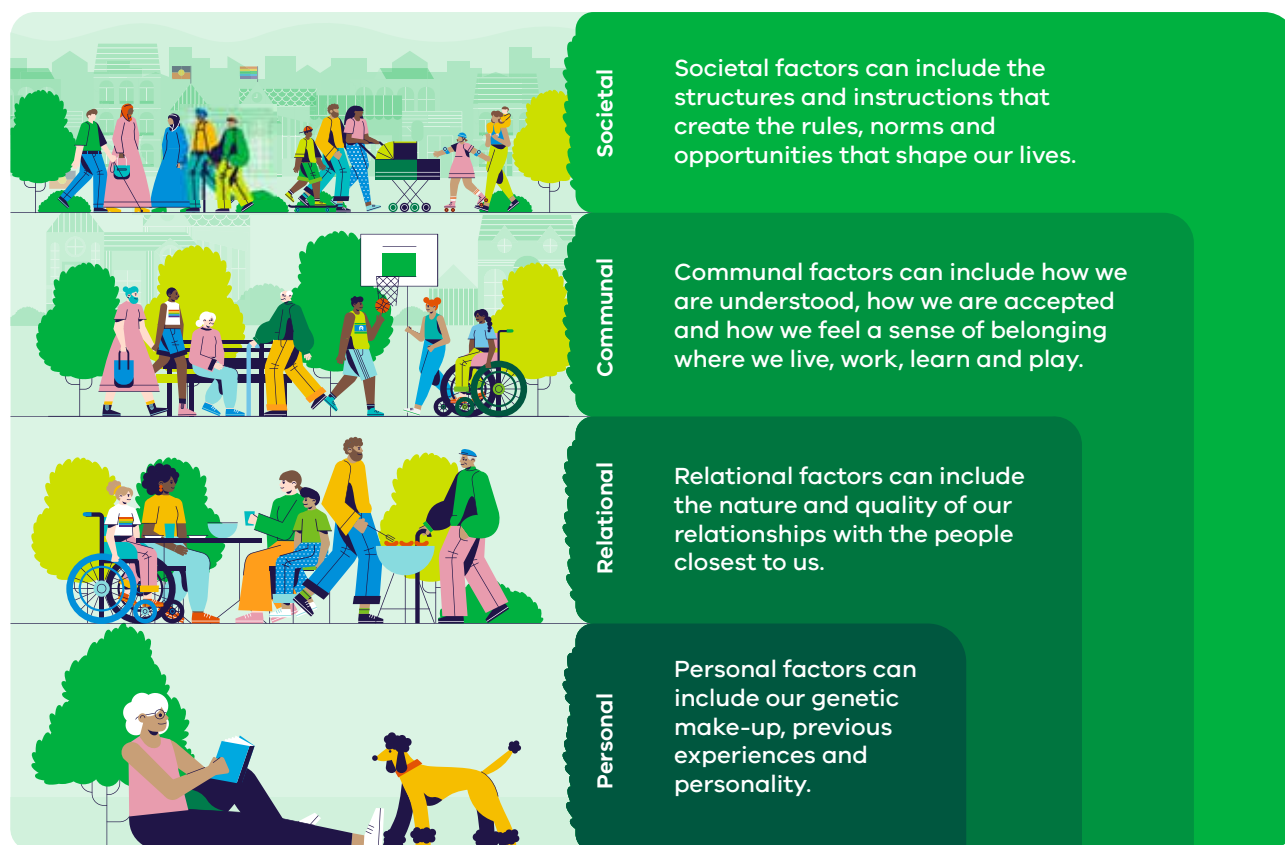 Societal
Societal factors can include the
structures and instructions that
create the rules, norms and
opportunities that shape our lives.
Communal
Communal factors can include how we
are understood, how we are accepted
and how we feel a sense of belonging
where we live, work, learn and play.
Relational
Relational factors can include
the nature and quality of our
relationships with the people
closest to us.
Personal
Personal factors can
include our genetic
make-up, previous
experiences and
personality.